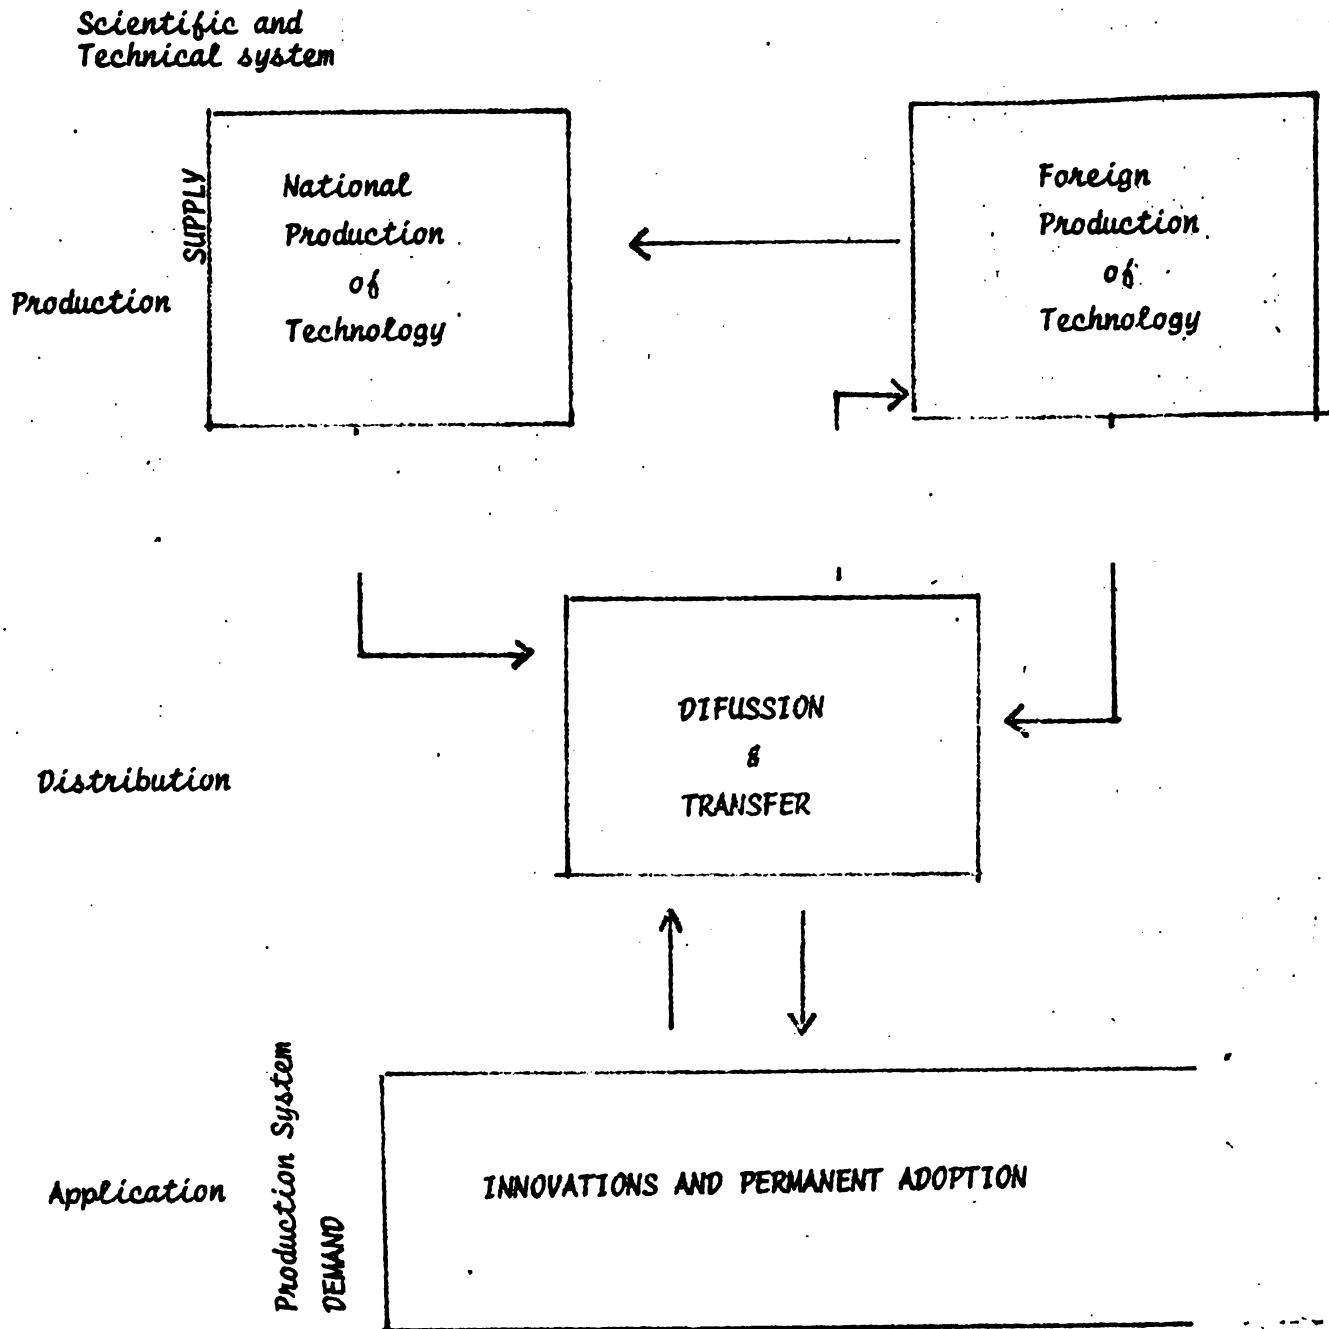 Scientific and
Technical system
SUPPLY
National
Production
of
Technology
Foreign
Production
of
Technology
Production
DIFUSSION
&
TRANSFER
Distribution
Production System
DEMAND
INNOVATIONS AND PERMANENT ADOPTION
Application